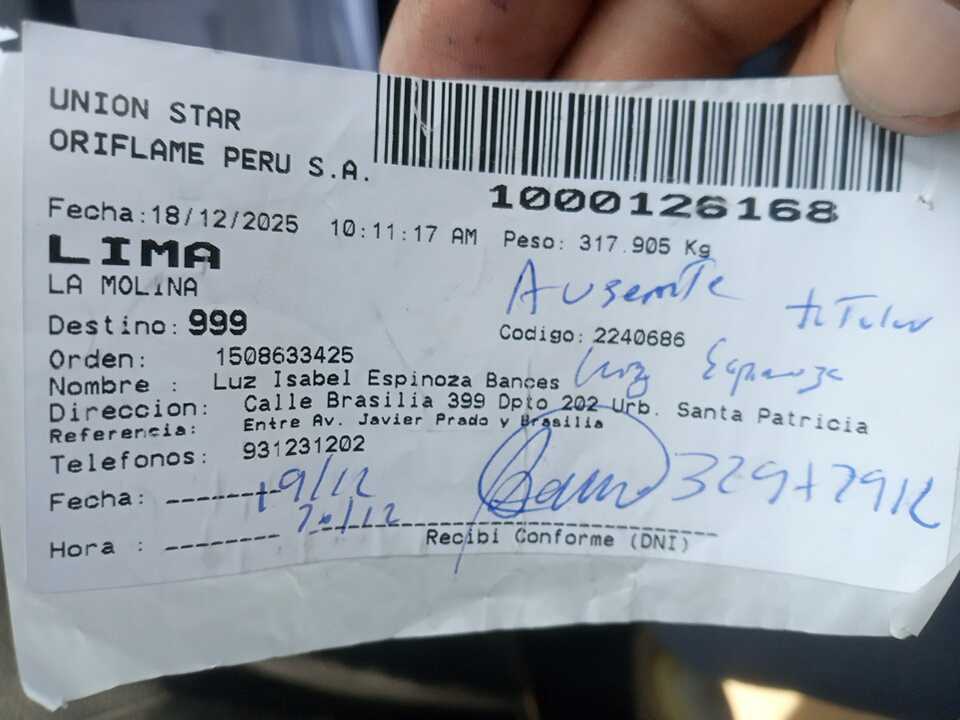 UNION STAR
ORIFLAME PERU S.A.
1000126168
Fecha:18/12/2025 10:11:17 AM Peso: 317.905 Kg
LIMA
LA MOLINA
Ausente titular
Destino: 999 Codigo: 2240686
Orden: 1508633425
Nombre : Luz Isabel Espinoza Bances Luz Espinoza
Direccion: Calle Brasilia 399 Dpto 202 Urb. Santa Patricia
Referencia: Entre Av. Javier Prado y Brasilia
Telefonos: 931231202
Fecha: 19/12
20/12
Hora :
Recibi Conforme (DNI)